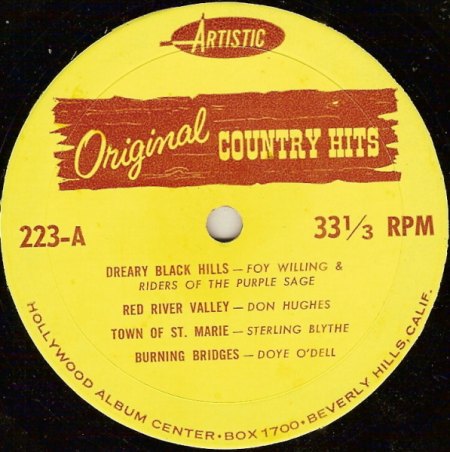 ARTISTIC
Original COUNTRY HITS
223-A 33 1/3 RPM
DREARY BLACK HILLS — FOY WILLING &
RIDERS OF THE PURPLE SAGE
RED RIVER VALLEY — DON HUGHES
TOWN OF ST. MARIE — STERLING BLYTHE
BURNING BRIDGES — DOYE O'DELL
HOLLYWOOD ALBUM CENTER • BOX 1700 • BEVERLY HILLS, CALIF.